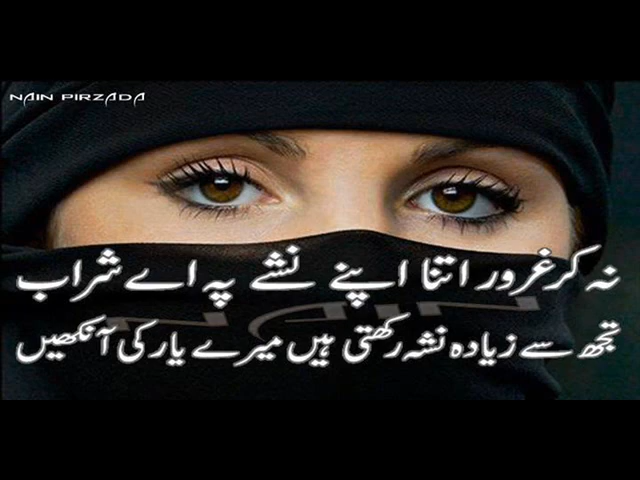 NAIN PIRZADA
نہ کر غرور اتنا اپنے نشے پہ اے شراب
تجھ سے زیادہ نشہ رکھتی ہیں میرے یار کی آنکھیں
NAIN